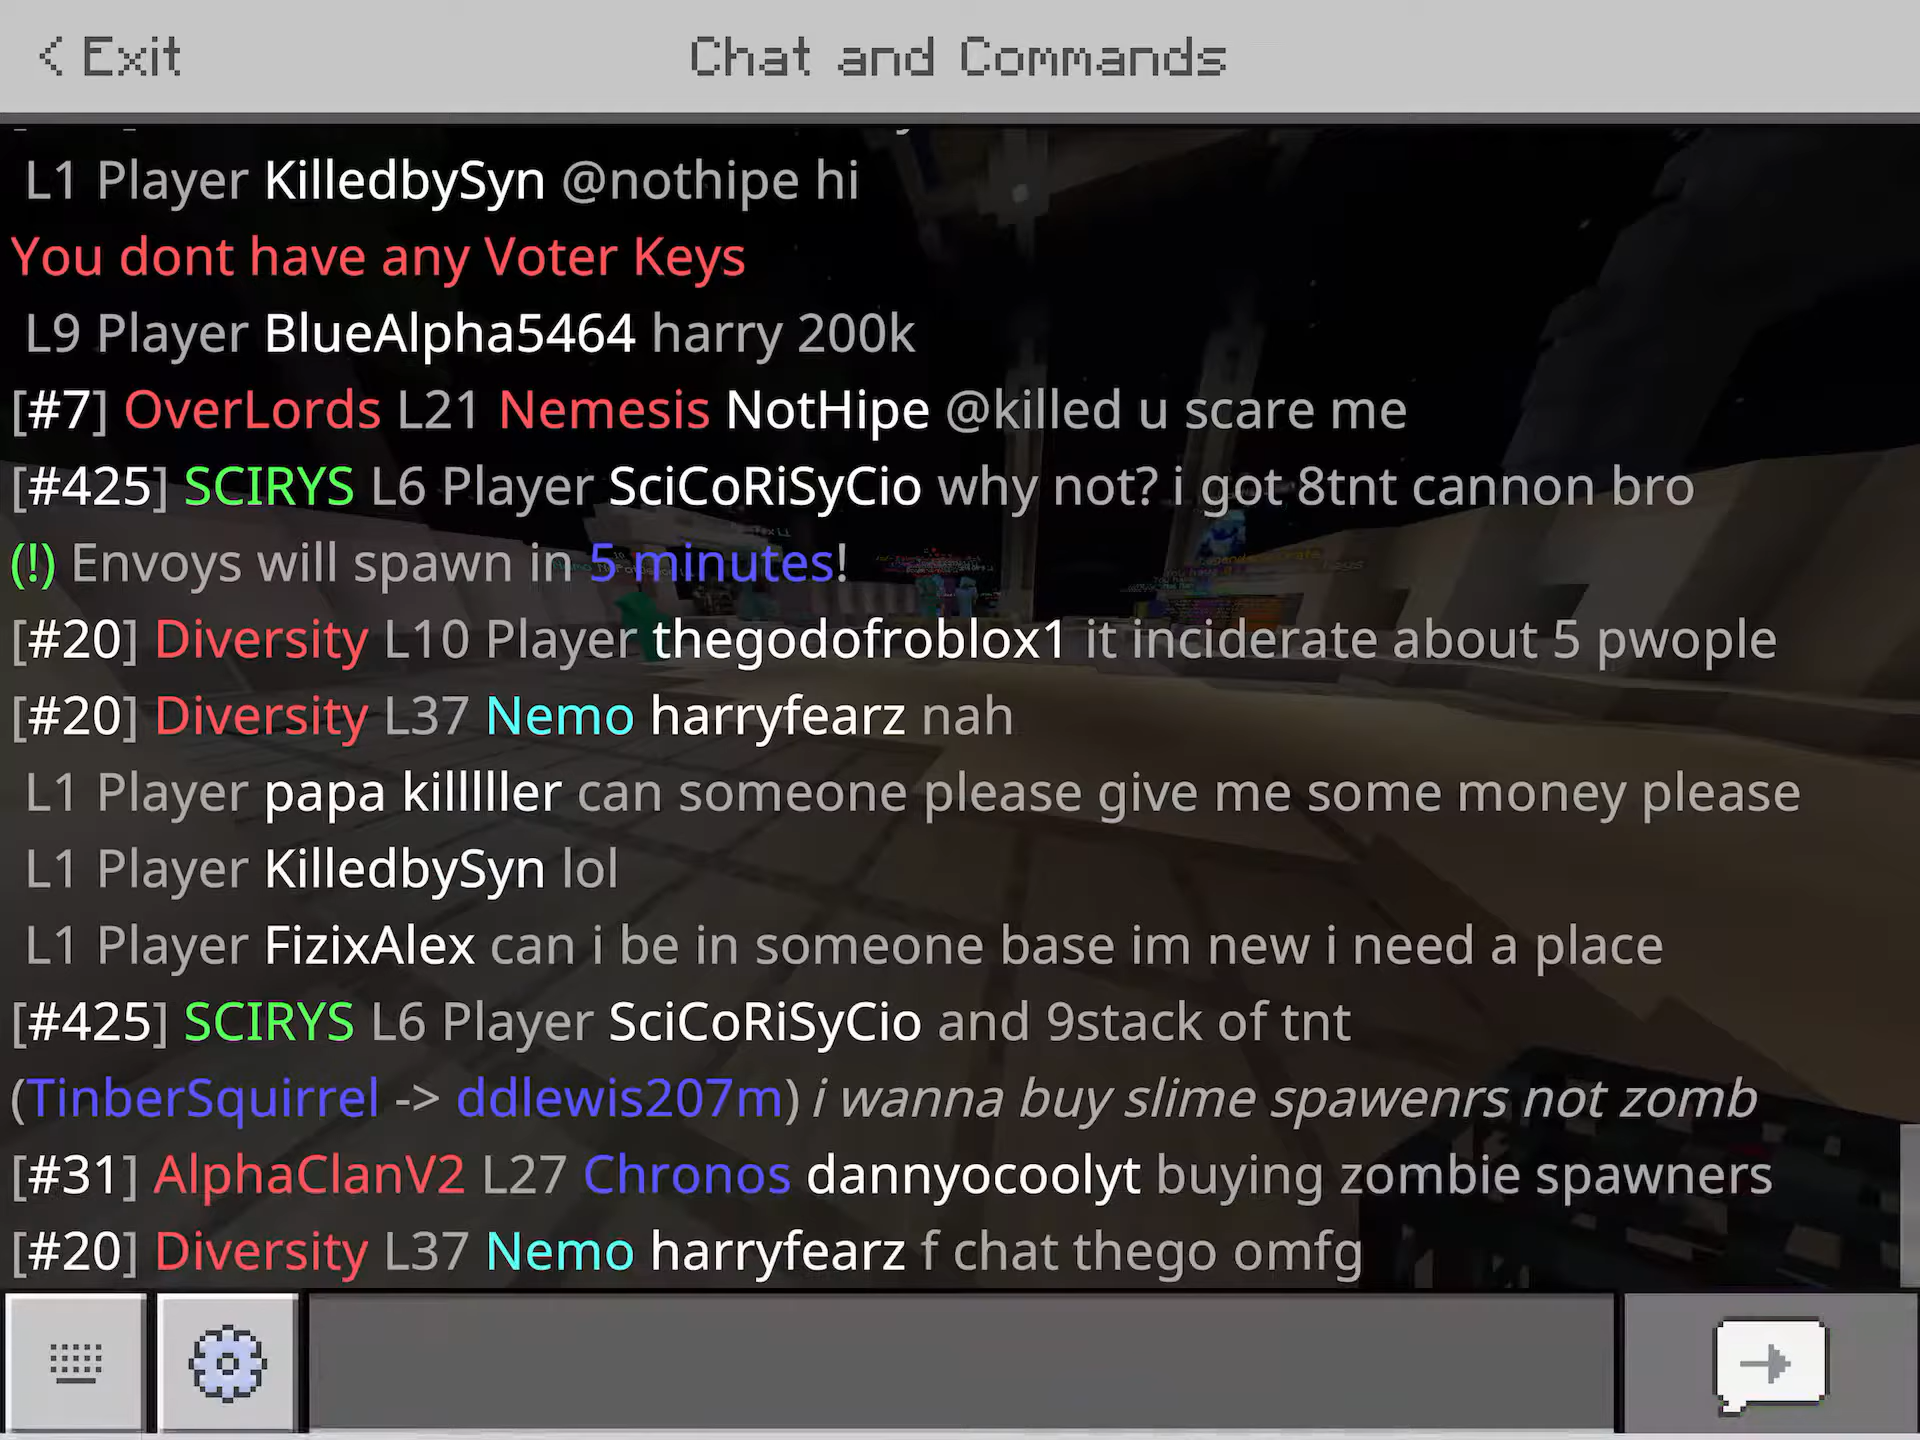 < Exit
Chat and Commands
L1 Player KilledbySyn @nothipe hi
You dont have any Voter Keys
L9 Player BlueAlpha5464 harry 200k
[#7] OverLords L21 Nemesis NotHipe @killed u scare me
[#425] SCIRYS L6 Player SciCoRiSyCio why not? i got 8tnt cannon bro
(!) Envoys will spawn in 5 minutes!
[#20] Diversity L10 Player thegodofroblox1 it inciderate about 5 pwople
[#20] Diversity L37 Nemo harryfearz nah
L1 Player papa killlller can someone please give me some money please
L1 Player KilledbySyn lol
L1 Player FizixAlex can i be in someone base im new i need a place
[#425] SCIRYS L6 Player SciCoRiSyCio and 9stack of tnt
(TinberSquirrel -> ddlewis207m) i wanna buy slime spawenrs not zomb
[#31] AlphaClanV2 L27 Chronos dannyocoolyt buying zombie spawners
[#20] Diversity L37 Nemo harryfearz f chat thego omfg